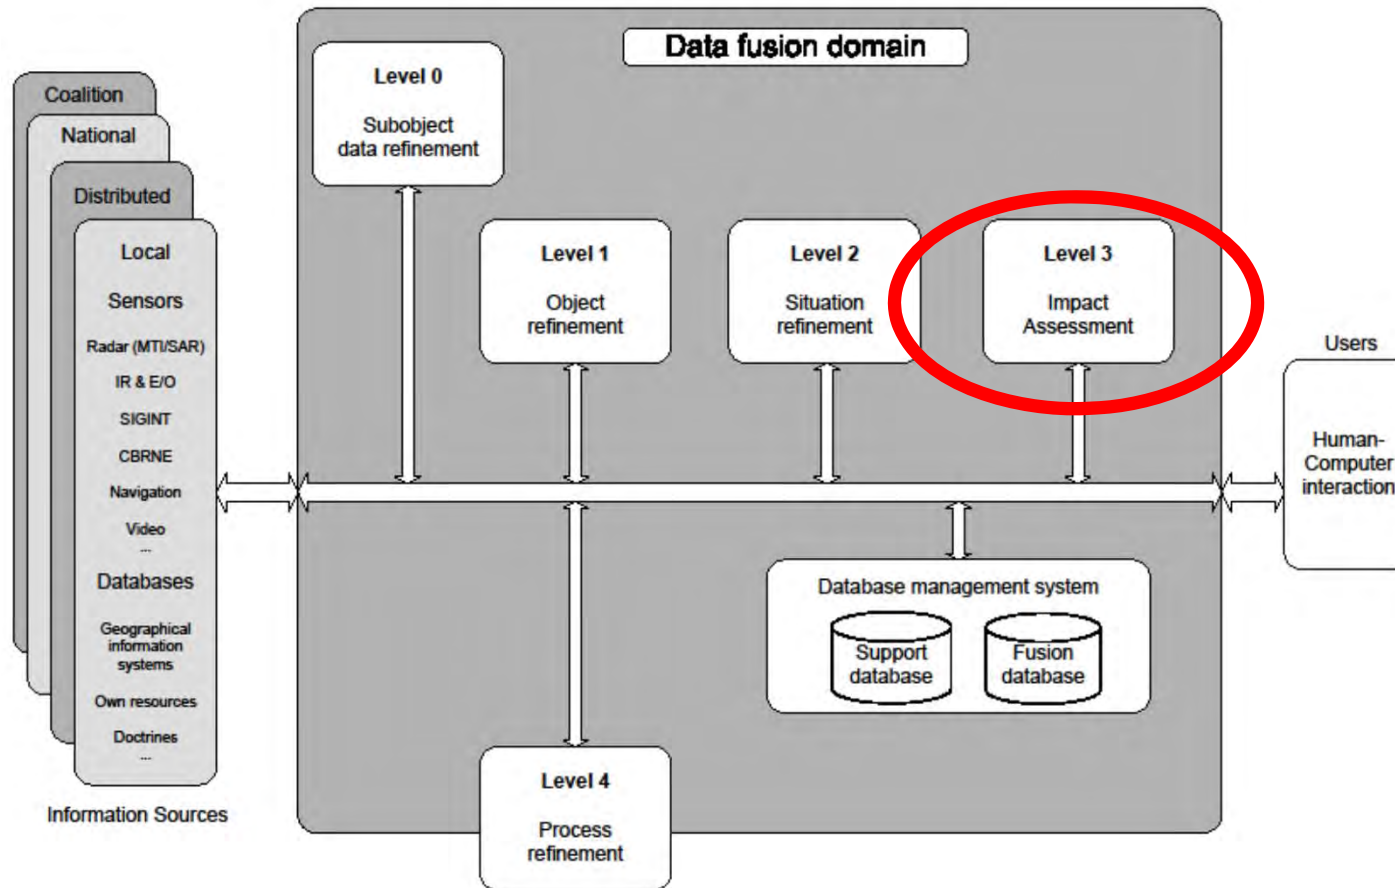 Data fusion domain
Level 0
Subobject
data refinement
Coalition
National
Distributed
Local
Sensors
Radar (MTI/SAR)
IR & E/O
SIGINT
CBRNE
Navigation
Video
...
Databases
Geographical
information
systems
Own resources
Doctrines
...
Information Sources
Level 1
Object
refinement
Level 2
Situation
refinement
Level 3
Impact
Assessment
Users
Human-
Computer
interaction
Database management system
Support
database
Fusion
database
Level 4
Process
refinement